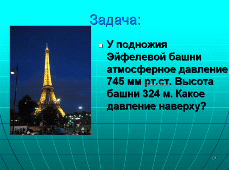 Задача:
У подножия
Эйфелевой башни
атмосферное давление
745 мм рт.ст. Высота
башни 324 м. Какое
давление наверху?